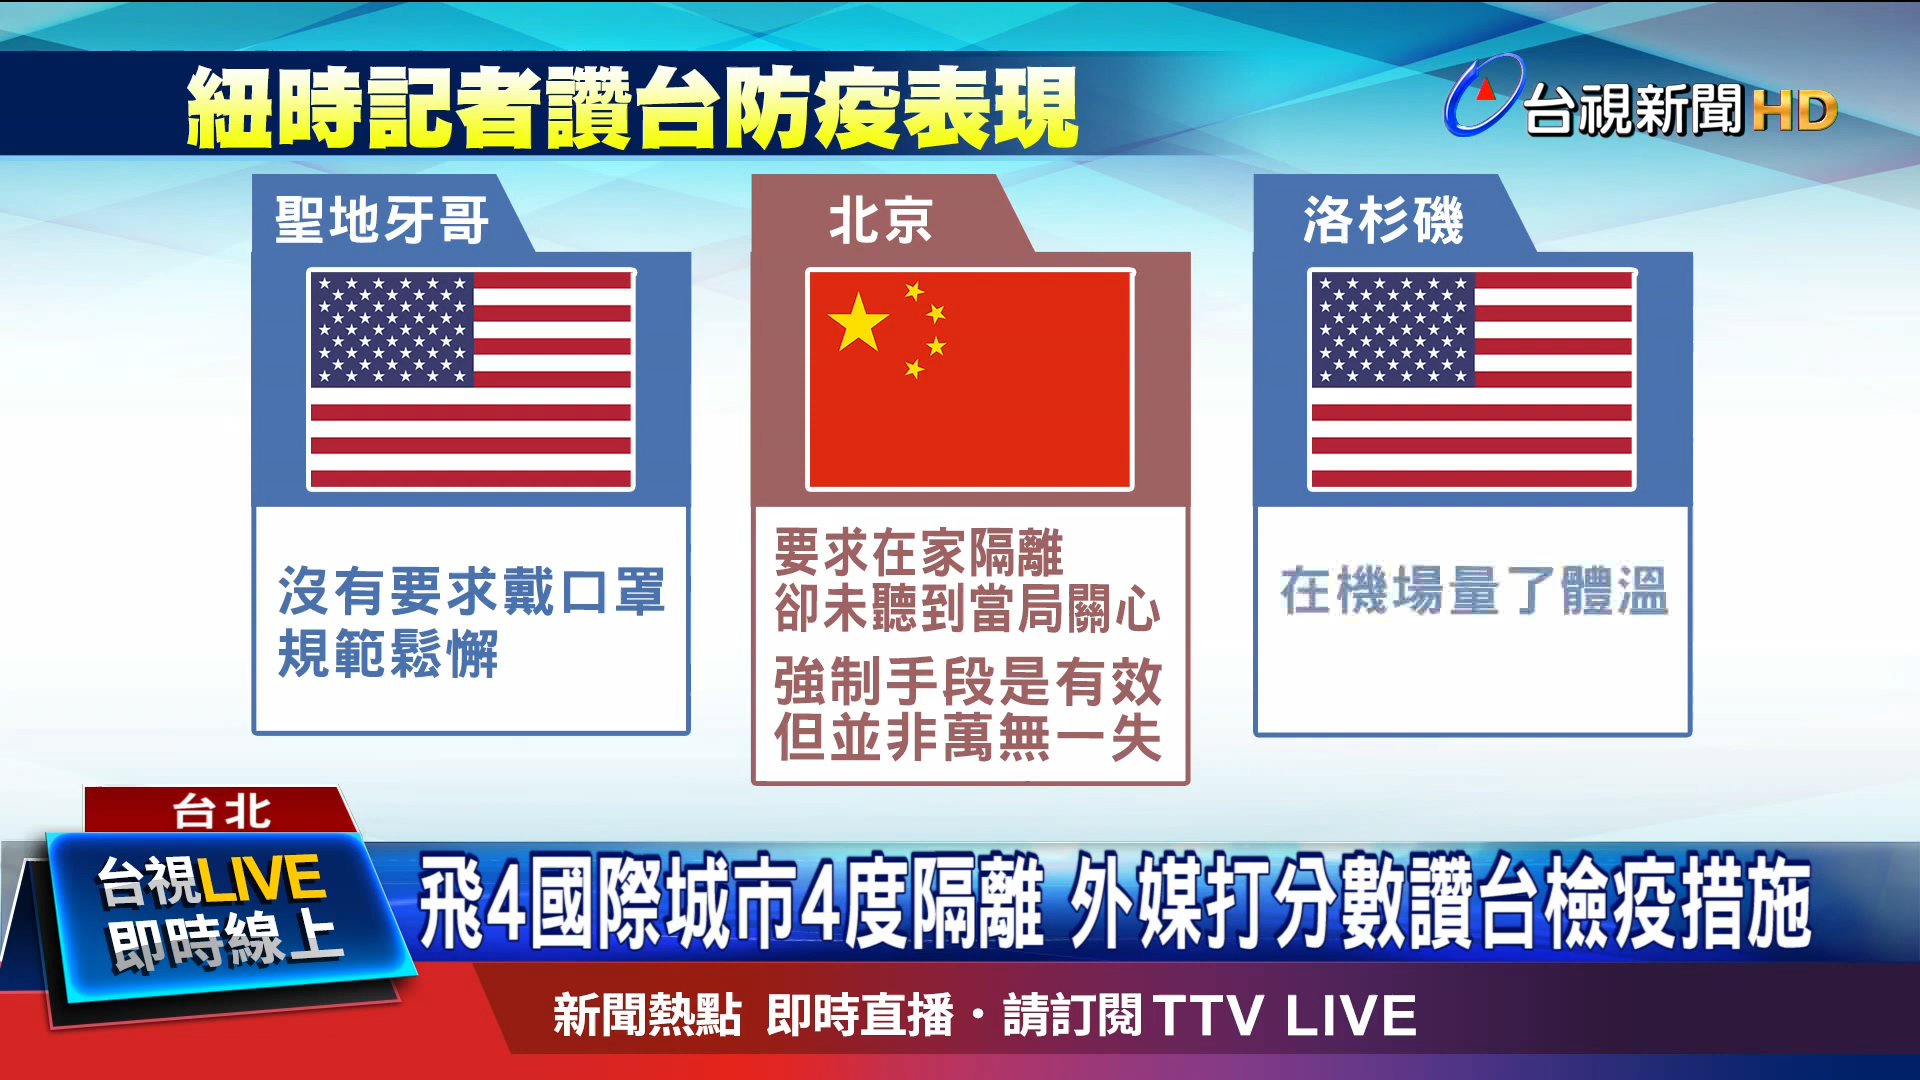 紐時記者讚台防疫表現
台視新聞HD
聖地牙哥
沒有要求戴口罩
規範鬆懈
北京
要求在家隔離
卻未聽到當局關心
強制手段是有效
但並非萬無一失
洛杉磯
在機場量了體溫
台北
台視LIVE
即時線上
飛4國際城市4度隔離 外媒打分數讚台檢疫措施
新聞熱點 即時直播・請訂閱TTV LIVE